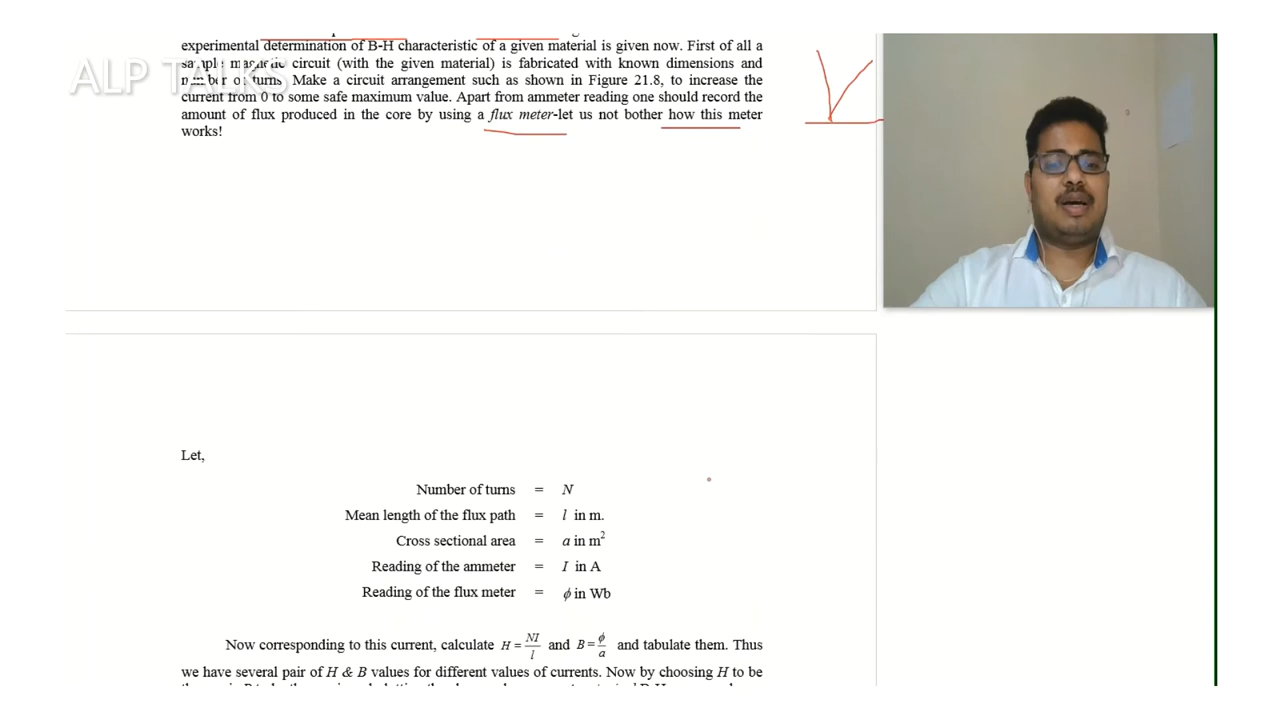 experimental determination of B-H characteristic of a given material is given now. First of all a
sample magnetic circuit (with the given material) is fabricated with known dimensions and
number of turns. Make a circuit arrangement such as shown in Figure 21.8, to increase the
current from 0 to some safe maximum value. Apart from ammeter reading one should record the
amount of flux produced in the core by using a flux meter-let us not bother how this meter
works!
ALP TALKS
Let,
Number of turns = N
Mean length of the flux path = l in m.
Cross sectional area = a in m²
Reading of the ammeter = I in A
Reading of the flux meter = ϕ in Wb
Now corresponding to this current, calculate H = NI/l and B = ϕ/a and tabulate them. Thus
we have several pair of H & B values for different values of currents. Now by choosing H to be